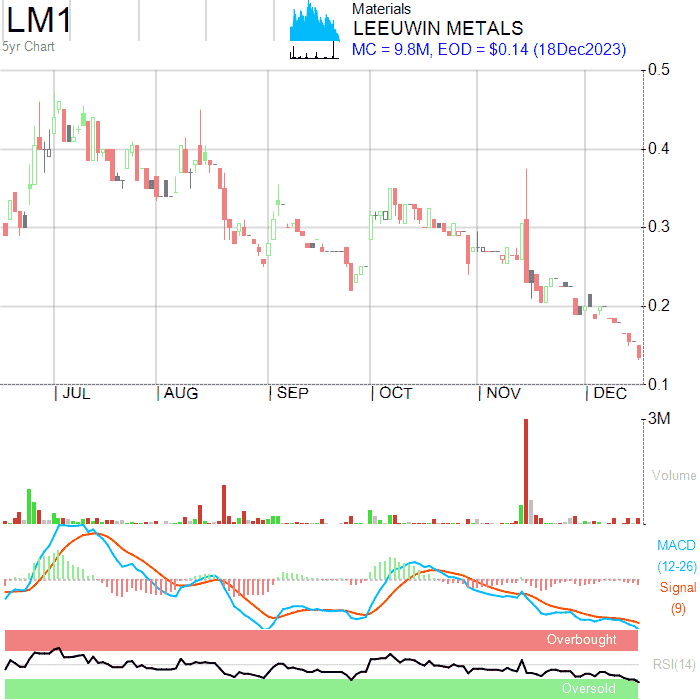 LM1
5yr Chart
Materials
LEEUWIN METALS
MC = 9.8M, EOD = $0.14 (18Dec2023)
0.5
0.4
0.3
0.2
0.1
JUL AUG SEP OCT NOV DEC
3M
Volume
MACD
(12-26)
Signal
(9)
Overbought
RSI(14)
Oversold